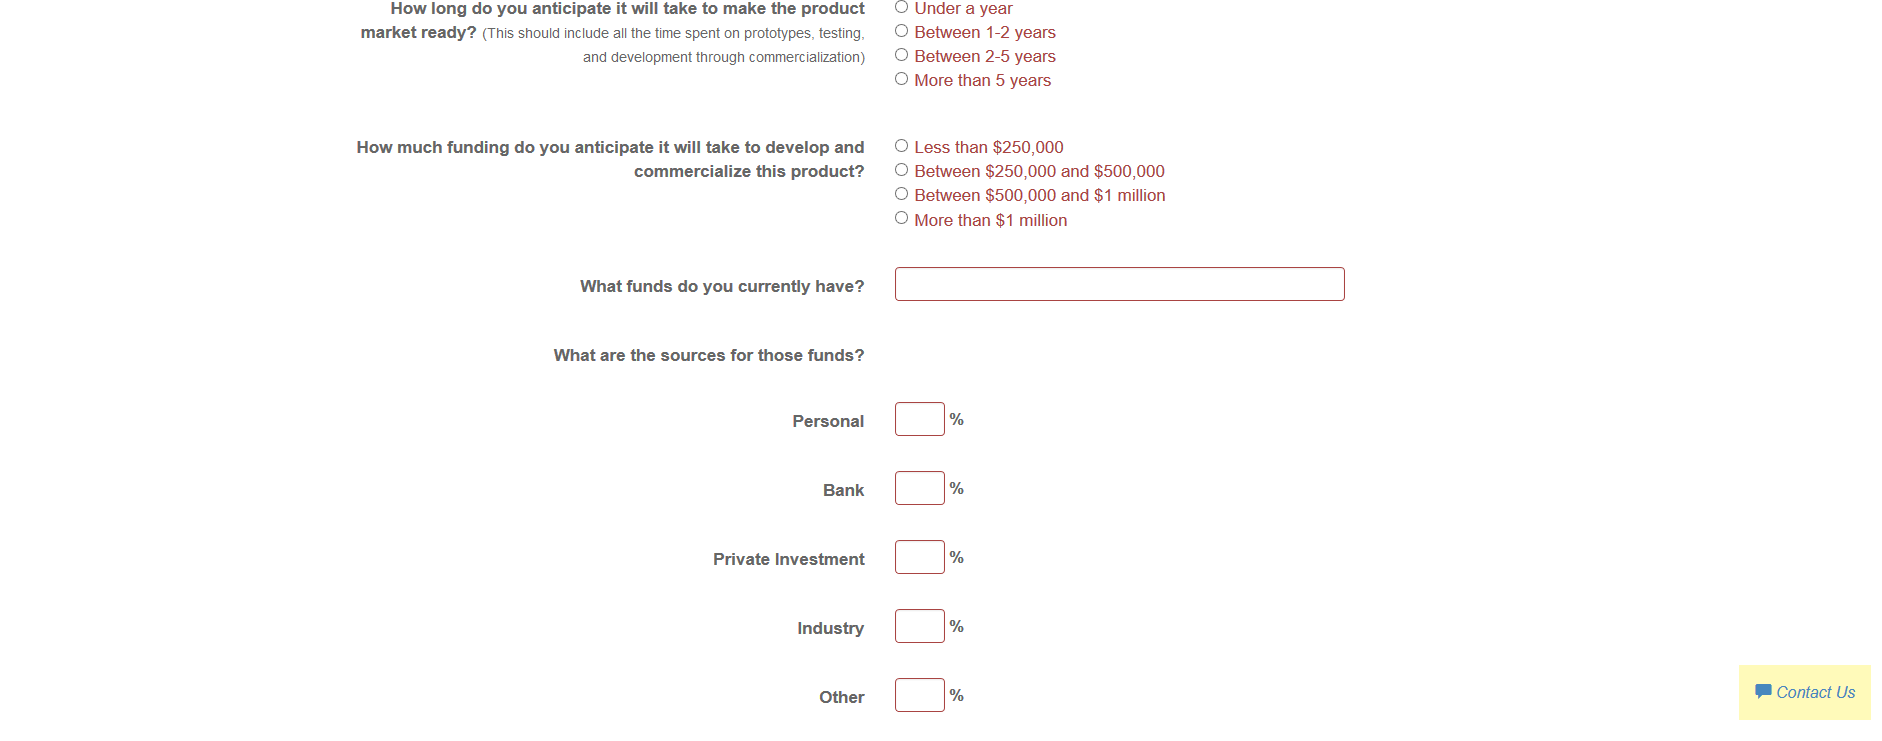 How long do you anticipate it will take to make the product
market ready? (This should include all the time spent on prototypes, testing,
and development through commercialization)
Under a year
Between 1-2 years
Between 2-5 years
More than 5 years
How much funding do you anticipate it will take to develop and
commercialize this product?
Less than $250,000
Between $250,000 and $500,000
Between $500,000 and $1 million
More than $1 million
What funds do you currently have?
What are the sources for those funds?
Personal %
Bank %
Private Investment %
Industry %
Other %
Contact Us